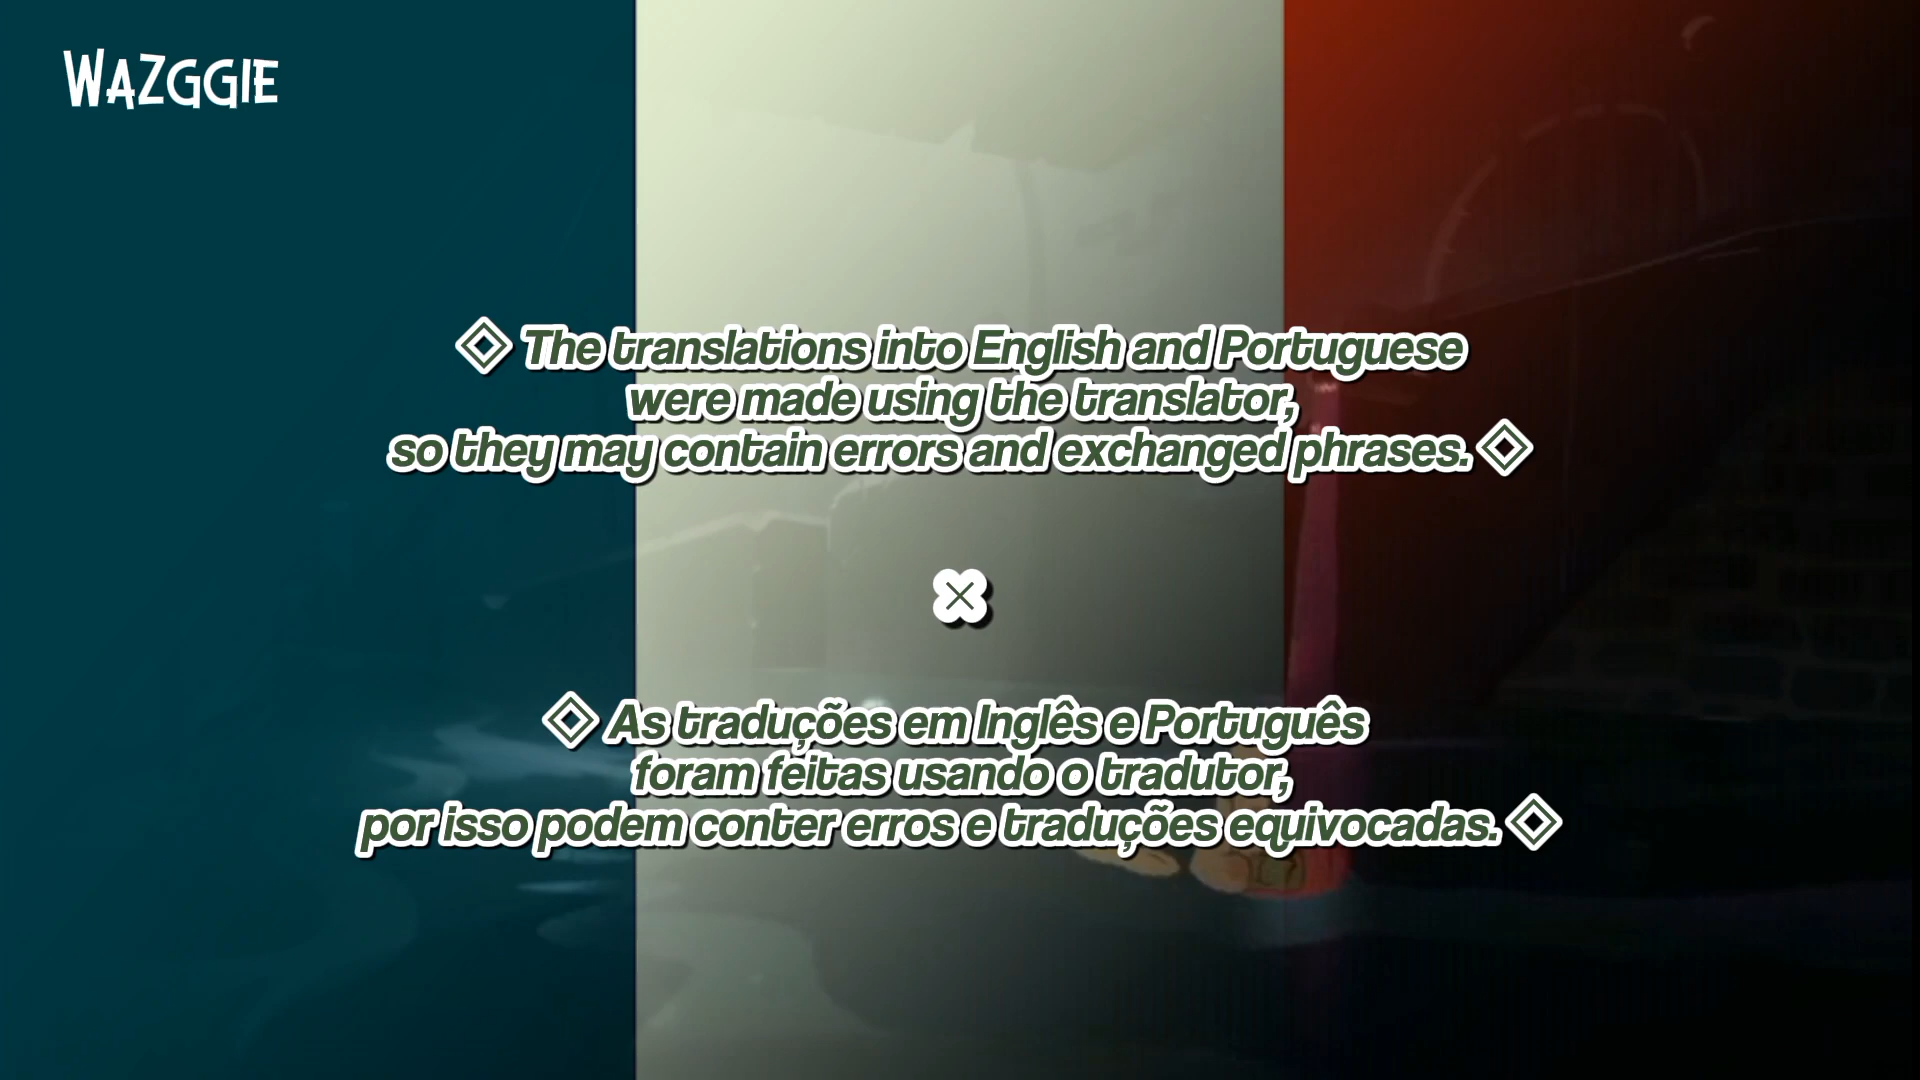 WAZGGIE
The translations into English and Portuguese
were made using the translator,
so they may contain errors and exchanged phrases.
As traduções em Inglês e Português
foram feitas usando o tradutor,
por isso podem conter erros e traduções equivocadas.